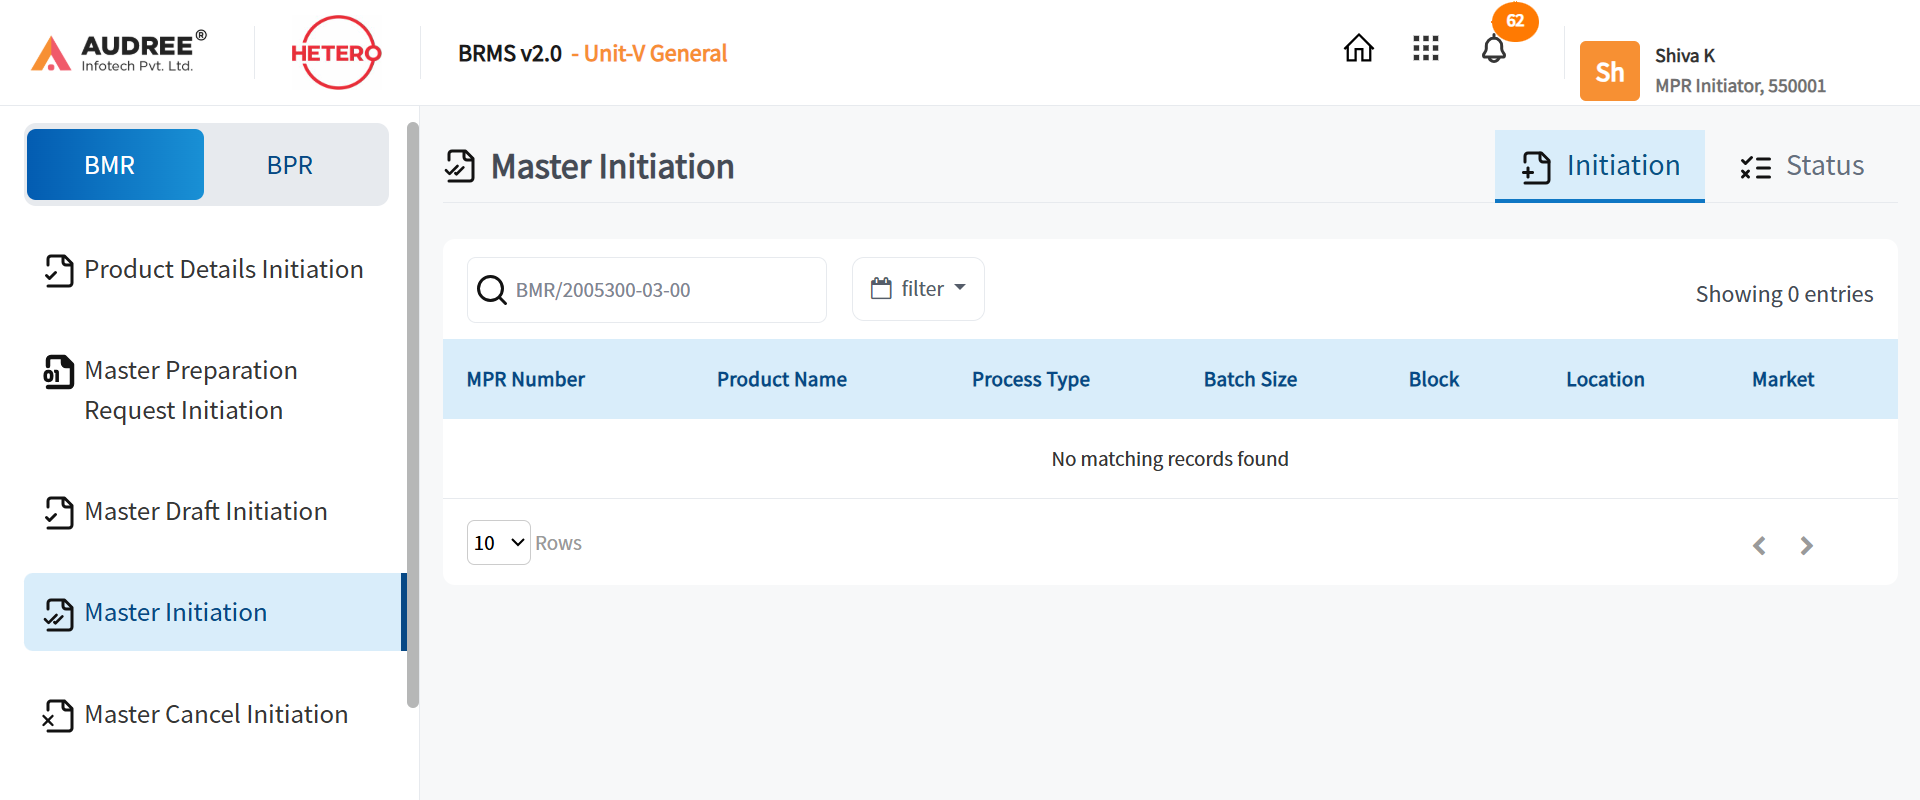 AUDREE®
Infotech Pvt. Ltd.
HETERO
BRMS v2.0 - Unit-V General
62
Sh
Shiva K
MPR Initiator, 550001
BMR
BPR
Product Details Initiation
Master Preparation
Request Initiation
Master Draft Initiation
Master Initiation
Master Cancel Initiation
Master Initiation
Initiation
Status
BMR/2005300-03-00
filter
Showing 0 entries
MPR Number Product Name Process Type Batch Size Block Location Market
No matching records found
10 Rows